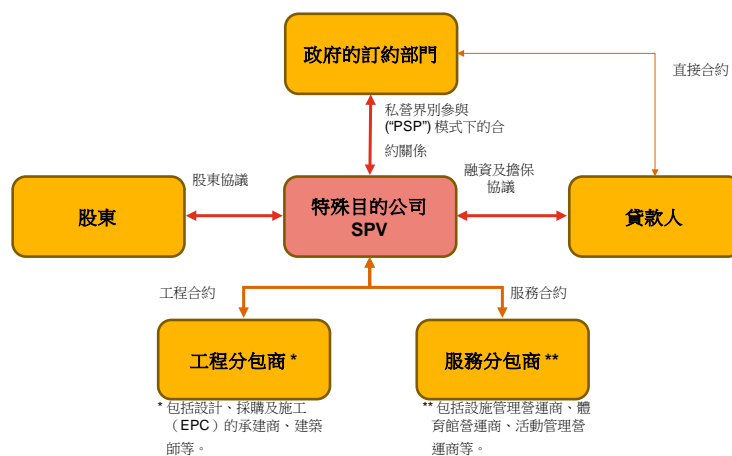 政府的訂約部門
直接合約
私營界別參與
("PSP") 模式下的合
約關係
股東協議
融資及擔保
協議
股東
特殊目的公司
SPV
貸款人
工程合約
服務合約
工程分包商 *
服務分包商 **
* 包括設計、採購及施工
（EPC）的承建商、建築
師等。
** 包括設施管理營運商、體
育館營運商、活動管理營
運商等。